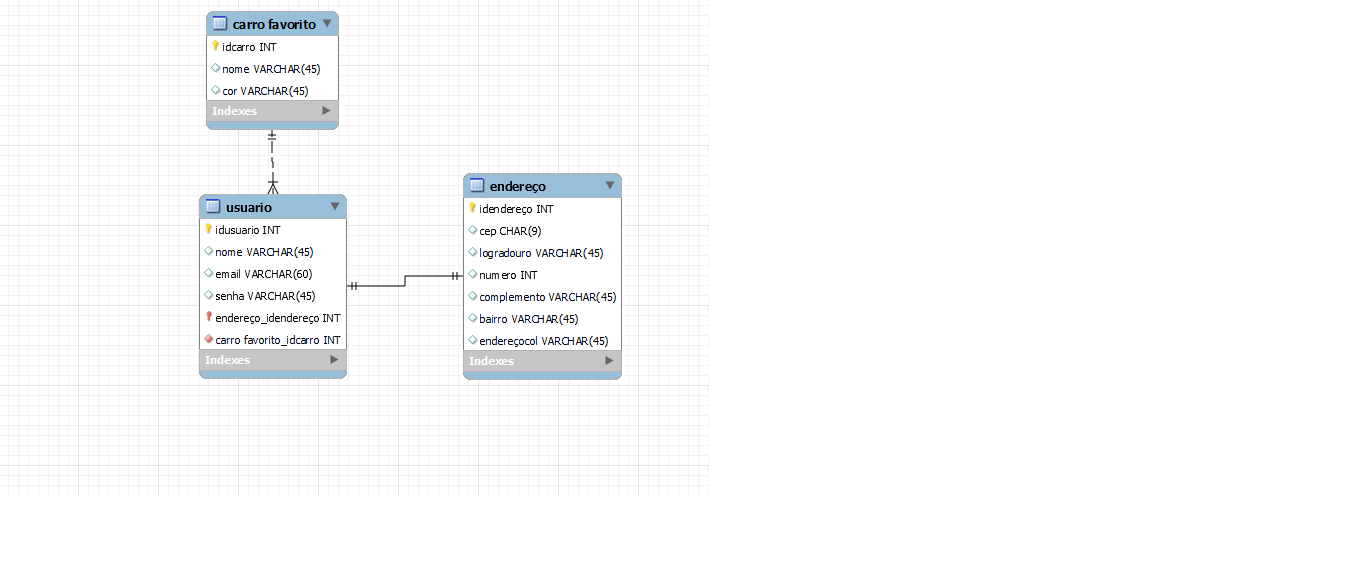 carro favorito
idcarro INT
nome VARCHAR(45)
cor VARCHAR(45)
Indexes
usuario
idusuario INT
nome VARCHAR(45)
email VARCHAR(60)
senha VARCHAR(45)
endereço_idendereço INT
carro favorito_idcarro INT
Indexes
endereço
idendereço INT
cep CHAR(9)
logradouro VARCHAR(45)
numero INT
complemento VARCHAR(45)
bairro VARCHAR(45)
endereçocol VARCHAR(45)
Indexes